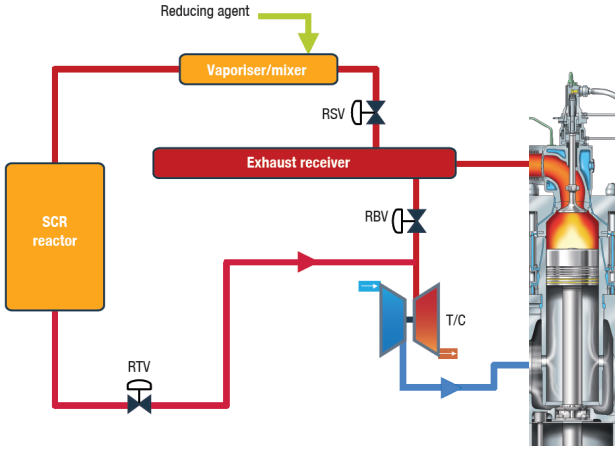 Reducing agent
Vaporiser/mixer
RSV
Exhaust receiver
SCR
reactor
RBV
T/C
RTV